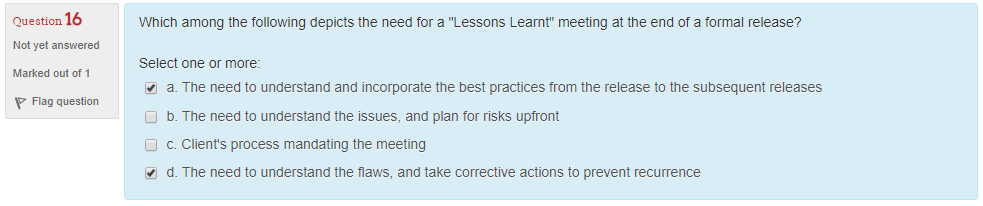 Question 16
Not yet answered
Marked out of 1
Flag question
Which among the following depicts the need for a "Lessons Learnt" meeting at the end of a formal release?
Select one or more:
a. The need to understand and incorporate the best practices from the release to the subsequent releases
b. The need to understand the issues, and plan for risks upfront
c. Client's process mandating the meeting
d. The need to understand the flaws, and take corrective actions to prevent recurrence